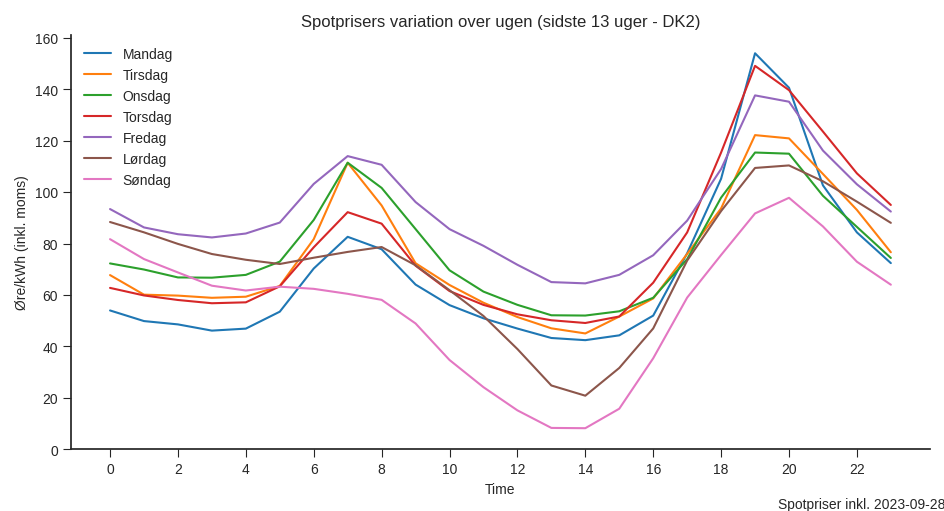 Spotprisers variation over ugen (sidste 13 uger - DK2)
Øre/kWh (inkl. moms)
160
140
120
100
80
60
40
20
0
Mandag
Tirsdag
Onsdag
Torsdag
Fredag
Lørdag
Søndag
0 2 4 6 8 10 12 14 16 18 20 22
Time
Spotpriser inkl. 2023-09-28